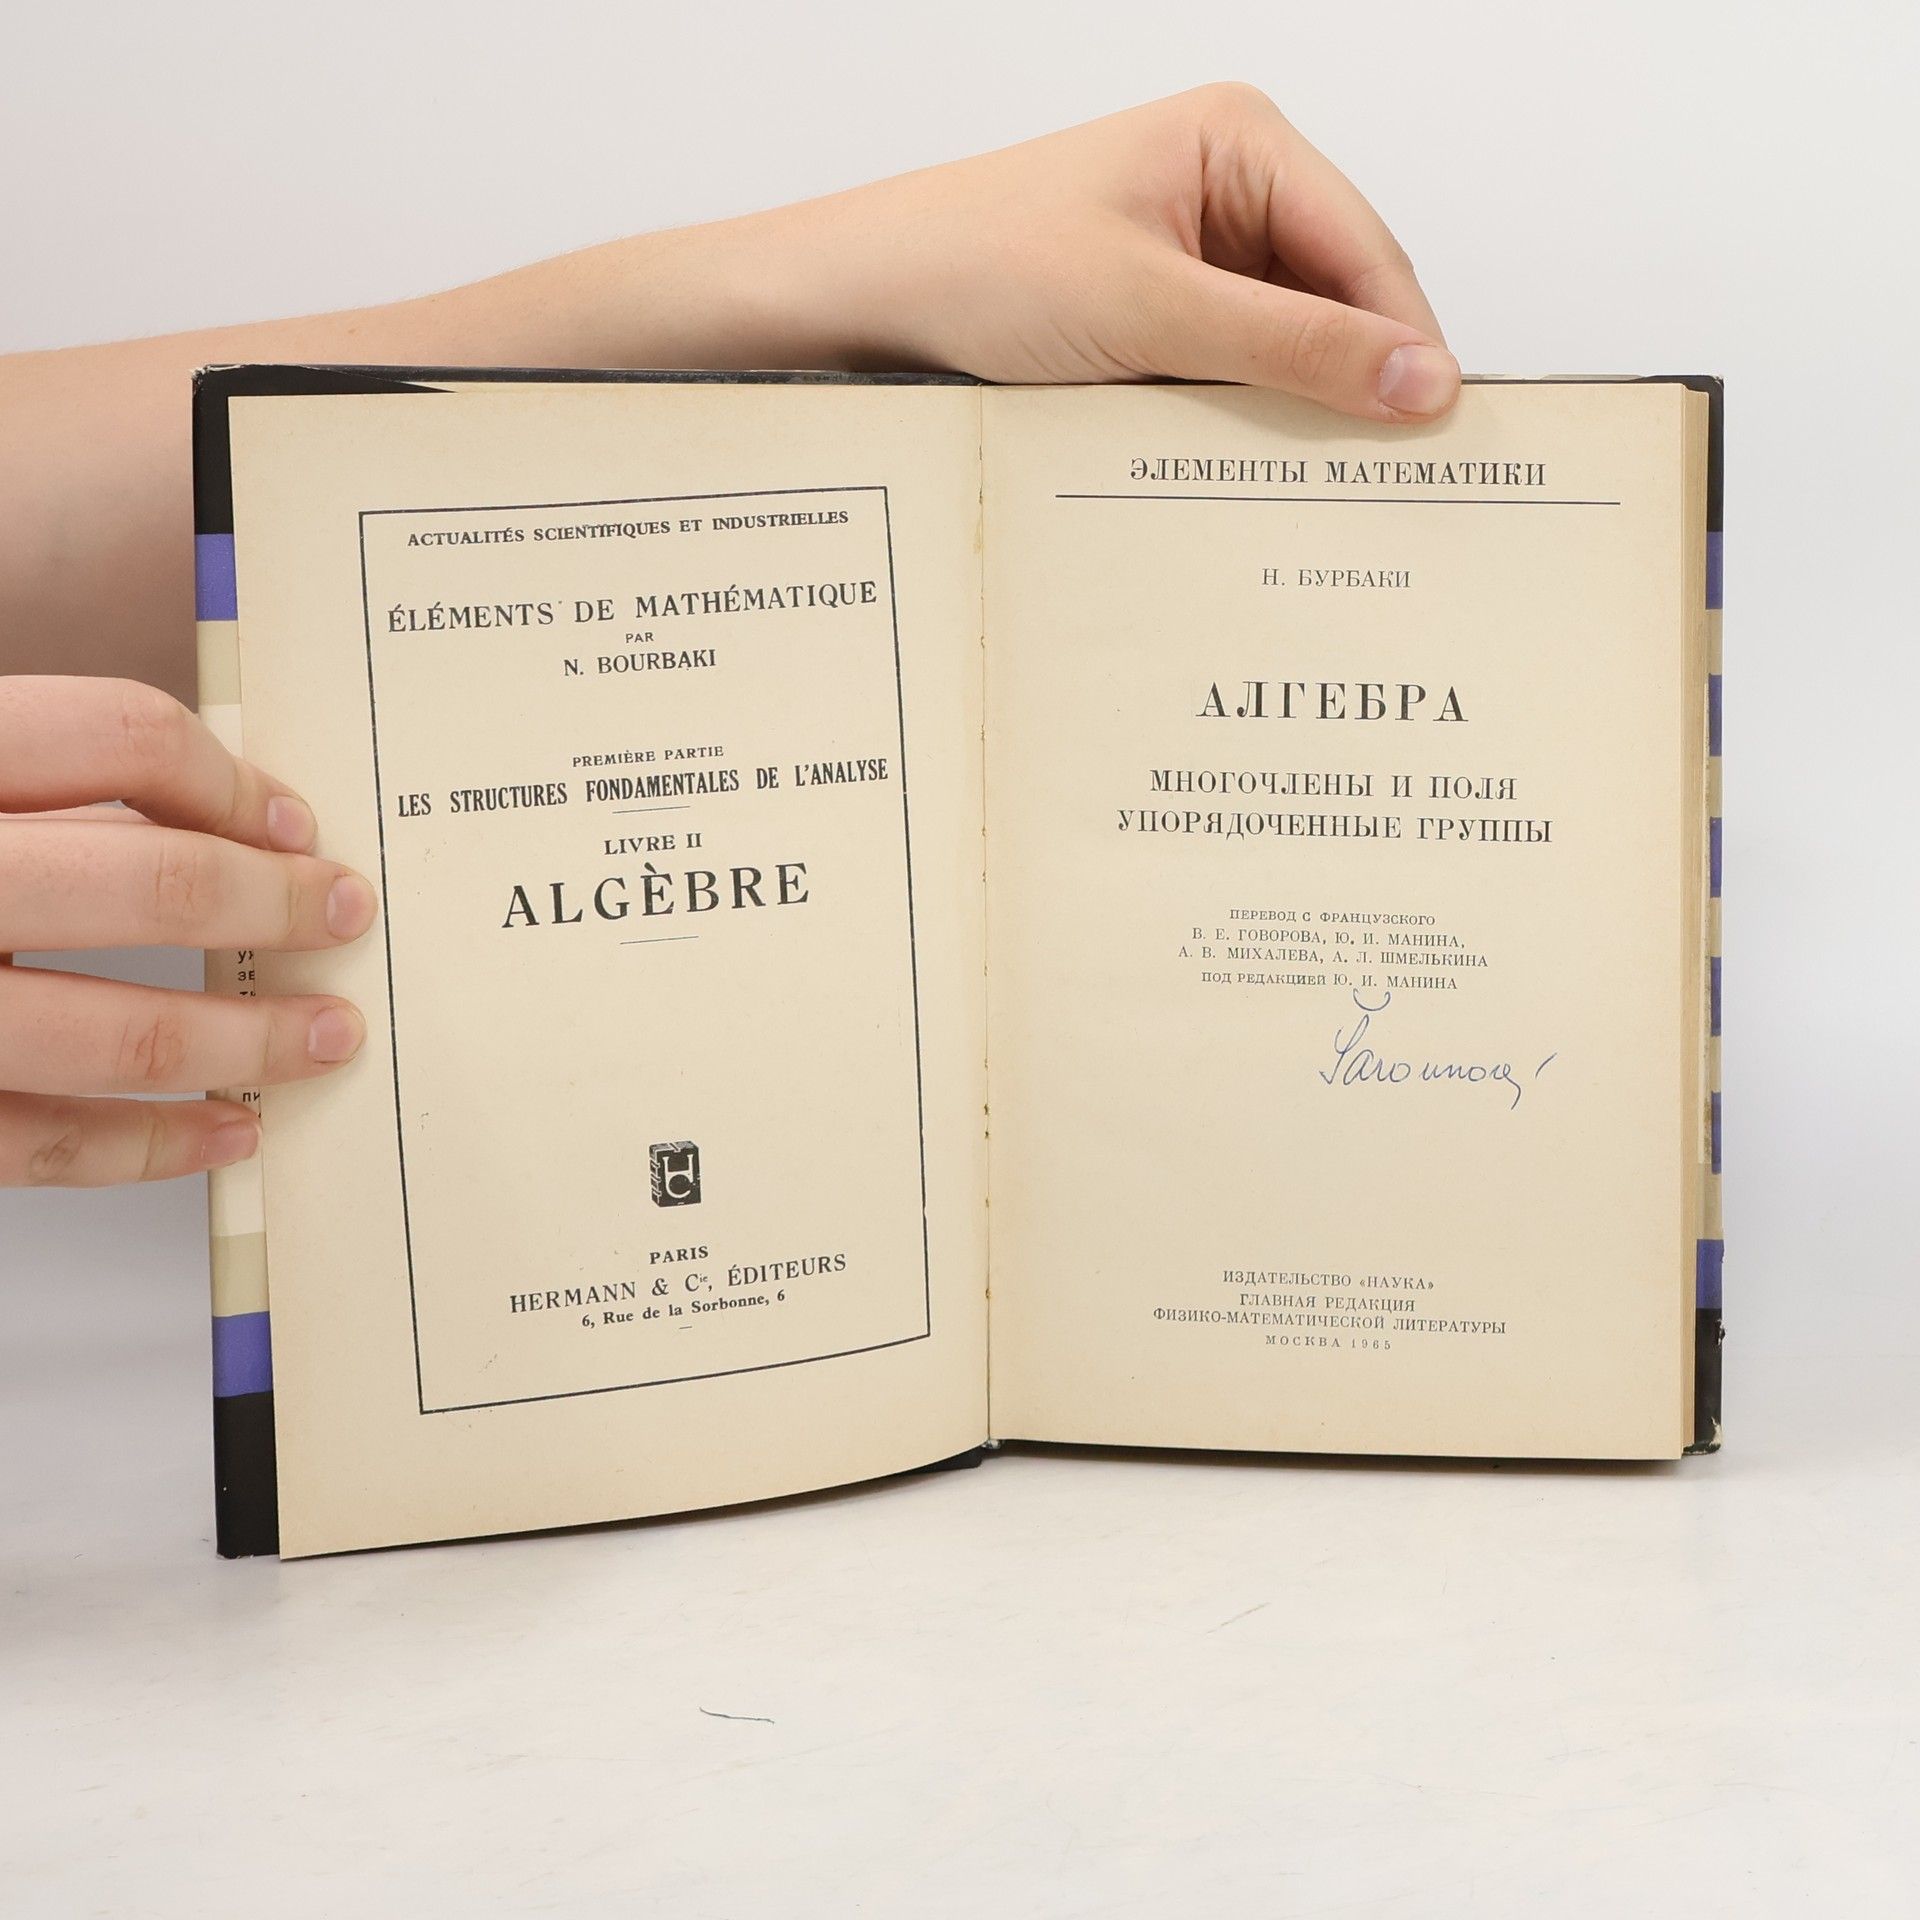 ACTUALITÉS SCIENTIFIQUES ET INDUSTRIELLES
ÉLÉMENTS DE MATHÉMATIQUE
PAR
N. BOURBAKI
PREMIÈRE PARTIE
LES STRUCTURES FONDAMENTALES DE L'ANALYSE
LIVRE II
ALGÈBRE
HC
PARIS
HERMANN & Cie, ÉDITEURS
6, Rue de la Sorbonne, 6
ЭЛЕМЕНТЫ МАТЕМАТИКИ
Н. БУРБАКИ
АЛГЕБРА
МНОГОЧЛЕНЫ И ПОЛЯ
УПОРЯДОЧЕННЫЕ ГРУППЫ
ПЕРЕВОД С ФРАНЦУЗСКОГО
В. Е. ГОВОРОВА, Ю. И. МАНИНА,
А. В. МИХАЛЕВА, А. Л. ШМЕЛЬКИНА
ПОД РЕДАКЦИЕЙ Ю. И. МАНИНА
ИЗДАТЕЛЬСТВО «НАУКА»
ГЛАВНАЯ РЕДАКЦИЯ
ФИЗИКО-МАТЕМАТИЧЕСКОЙ ЛИТЕРАТУРЫ
МОСКВА 1965